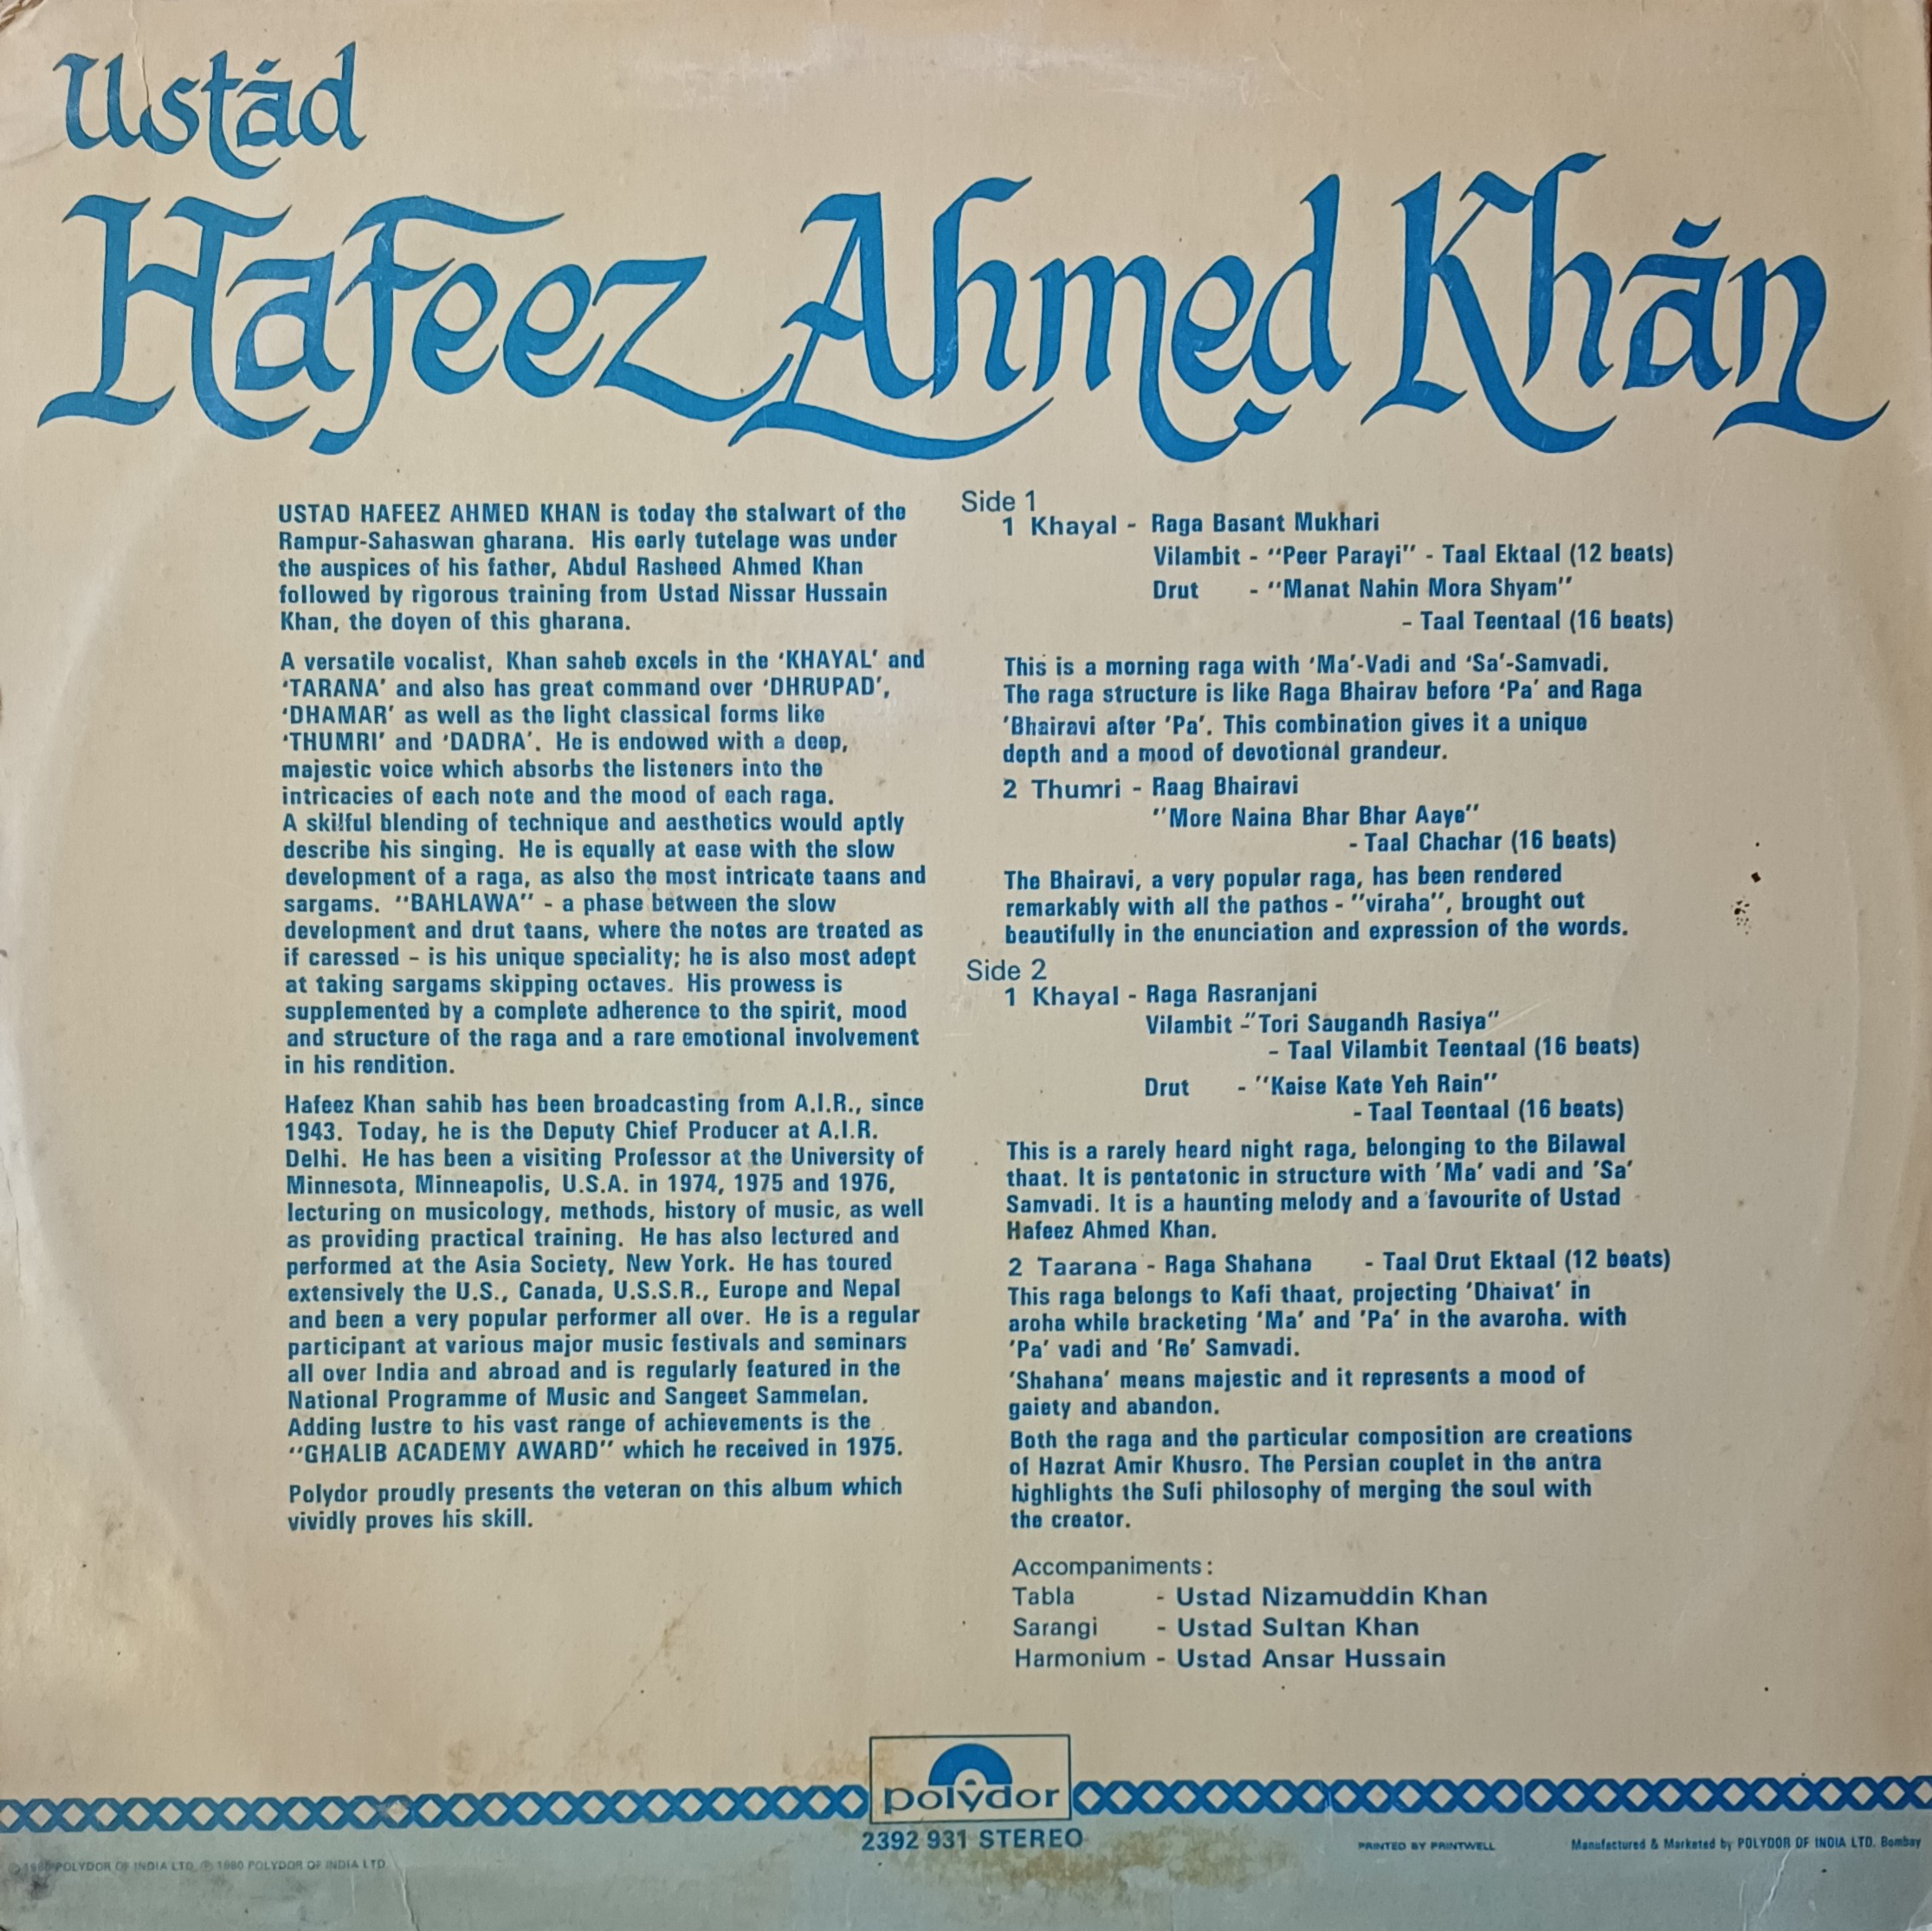 Ustād
Hafeez Ahmed Khān
USTAD HAFEEZ AHMED KHAN is today the stalwart of the
Rampur-Sahaswan gharana. His early tutelage was under
the auspices of his father, Abdul Rasheed Ahmed Khan
followed by rigorous training from Ustad Nissar Hussain
Khan, the doyen of this gharana.
A versatile vocalist, Khan saheb excels in the 'KHAYAL' and
'TARANA' and also has great command over 'DHRUPAD',
'DHAMAR' as well as the light classical forms like
'THUMRI' and 'DADRA'. He is endowed with a deep,
majestic voice which absorbs the listeners into the
intricacies of each note and the mood of each raga.
A skilful blending of technique and aesthetics would aptly
describe his singing. He is equally at ease with the slow
development of a raga, as also the most intricate taans and
sargams. "BAHLAWA" - a phase between the slow
development and drut taans, where the notes are treated as
if caressed – is his unique speciality; he is also most adept
at taking sargams skipping octaves. His prowess is
supplemented by a complete adherence to the spirit, mood
and structure of the raga and a rare emotional involvement
in his rendition.
Hafeez Khan sahib has been broadcasting from A.I.R., since
1943. Today, he is the Deputy Chief Producer at A.I.R.
Delhi. He has been a visiting Professor at the University of
Minnesota, Minneapolis, U.S.A. in 1974, 1975 and 1976,
lecturing on musicology, methods, history of music, as well
as providing practical training. He has also lectured and
performed at the Asia Society, New York. He has toured
extensively the U.S., Canada, U.S.S.R., Europe and Nepal
and been a very popular performer all over. He is a regular
participant at various major music festivals and seminars
all over India and abroad and is regularly featured in the
National Programme of Music and Sangeet Sammelan.
Adding lustre to his vast range of achievements is the
"GHALIB ACADEMY AWARD" which he received in 1975.
Polydor proudly presents the veteran on this album which
vividly proves his skill.
Side 1
1 Khayal - Raga Basant Mukhari
Vilambit - "Peer Parayi" - Taal Ektaal (12 beats)
Drut - "Manat Nahin Mora Shyam"
- Taal Teentaal (16 beats)
This is a morning raga with 'Ma'-Vadi and 'Sa'-Samvadi.
The raga structure is like Raga Bhairav before 'Pa' and Raga
'Bhairavi after 'Pa'. This combination gives it a unique
depth and a mood of devotional grandeur.
2 Thumri - Raag Bhairavi
"More Naina Bhar Bhar Aaye"
- Taal Chachar (16 beats)
The Bhairavi, a very popular raga, has been rendered
remarkably with all the pathos - "viraha", brought out
beautifully in the enunciation and expression of the words.
Side 2
1 Khayal - Raga Rasranjani
Vilambit -"Tori Saugandh Rasiya"
- Taal Vilambit Teentaal (16 beats)
Drut - "Kaise Kate Yeh Rain"
- Taal Teentaal (16 beats)
This is a rarely heard night raga, belonging to the Bilawal
thaat. It is pentatonic in structure with 'Ma' vadi and 'Sa'
Samvadi. It is a haunting melody and a favourite of Ustad
Hafeez Ahmed Khan.
2 Taarana - Raga Shahana - Taal Drut Ektaal (12 beats)
This raga belongs to Kafi thaat, projecting 'Dhaivat' in
aroha while bracketing 'Ma' and 'Pa' in the avaroha. with
'Pa' vadi and 'Re' Samvadi.
'Shahana' means majestic and it represents a mood of
gaiety and abandon.
Both the raga and the particular composition are creations
of Hazrat Amir Khusro. The Persian couplet in the antra
highlights the Sufi philosophy of merging the soul with
the creator.
Accompaniments:
Tabla - Ustad Nizamuddin Khan
Sarangi - Ustad Sultan Khan
Harmonium - Ustad Ansar Hussain
polydor
2392 931 STEREO
PRINTED BY PRINTWELL
Manufactured & Marketed by POLYDOR OF INDIA LTD. Bombay
© 1980 POLYDOR OF INDIA LTD. ℗ 1980 POLYDOR OF INDIA LTD